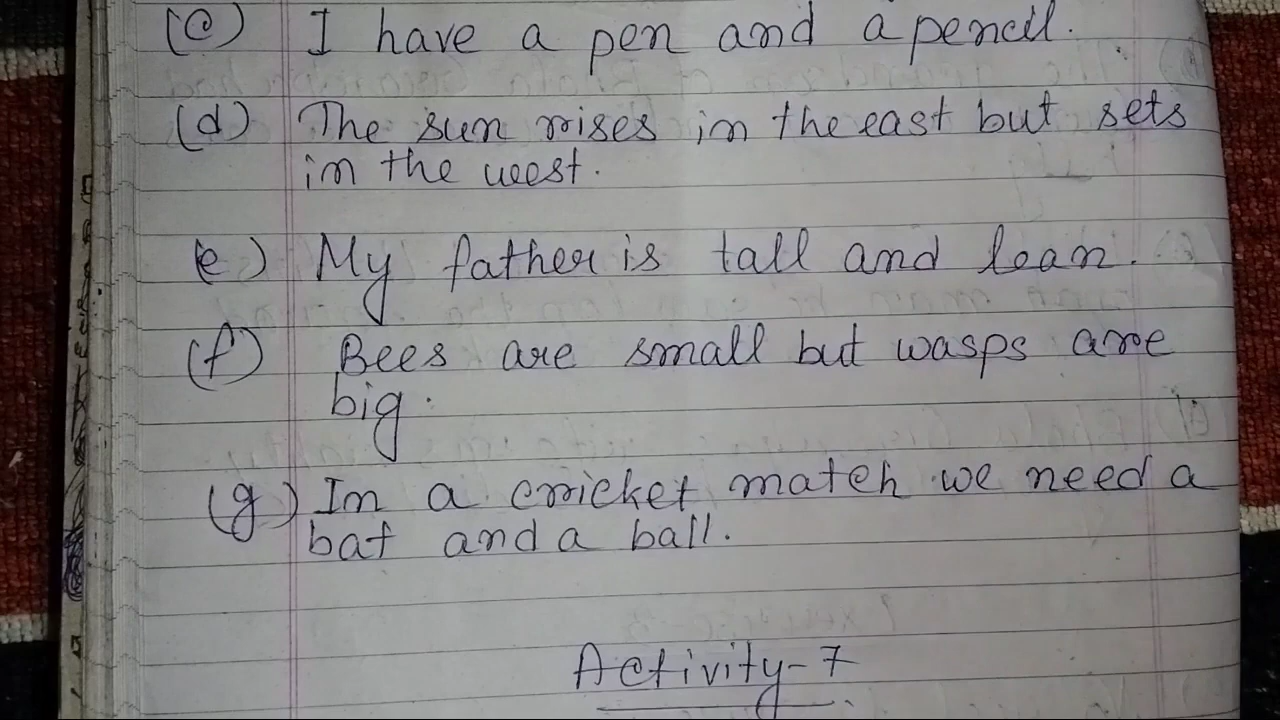 (c) I have a pen and a pencil.
(d) The sun rises in the east but sets
in the west.
(e) My father is tall and lean.
(f) Bees are small but wasps are
big.
(g) In a cricket match we need a
bat and a ball.
Activity-7